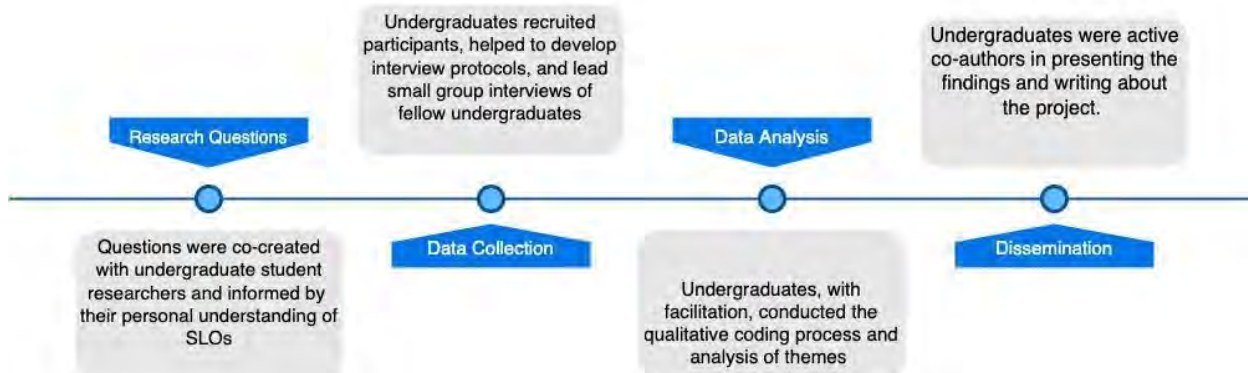 Research Questions
Questions were co-created
with undergraduate student
researchers and informed by
their personal understanding of
SLOs
Undergraduates recruited
participants, helped to develop
interview protocols, and lead
small group interviews of
fellow undergraduates
Data Collection
Data Analysis
Undergraduates, with
facilitation, conducted the
qualitative coding process and
analysis of themes
Undergraduates were active
co-authors in presenting the
findings and writing about
the project.
Dissemination